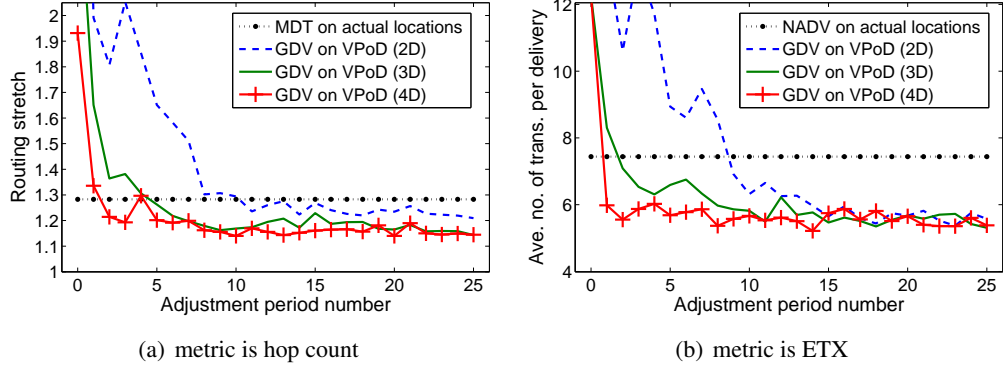 Routing stretch
2
1.9
1.8
1.7
1.6
1.5
1.4
1.3
1.2
1.1
1
MDT on actual locations
GDV on VPoD (2D)
GDV on VPoD (3D)
GDV on VPoD (4D)
0 5 10 15 20 25
Adjustment period number
(a) metric is hop count
Ave. no. of trans. per delivery
12
10
8
6
4
NADV on actual locations
GDV on VPoD (2D)
GDV on VPoD (3D)
GDV on VPoD (4D)
0 5 10 15 20 25
Adjustment period number
(b) metric is ETX